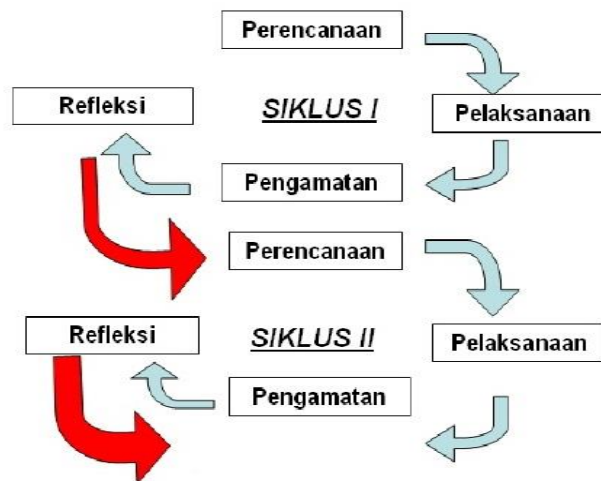 Perencanaan
Refleksi
SIKLUS I
Pelaksanaan
Pengamatan
Perencanaan
Refleksi
SIKLUS II
Pelaksanaan
Pengamatan